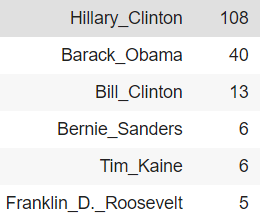 Hillary_Clinton 108
Barack_Obama 40
Bill_Clinton 13
Bernie_Sanders 6
Tim_Kaine 6
Franklin_D._Roosevelt 5